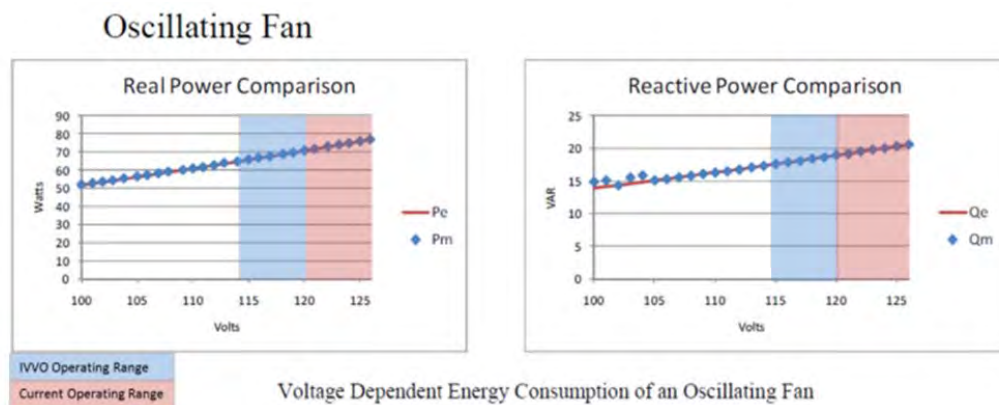 Oscillating Fan
Real Power Comparison
90
80
70
60
50
40
30
20
10
0
Watts
100 105 110 115 120 125
Volts
Pe
Pm
Reactive Power Comparison
25
20
15
10
5
0
VAR
100 105 110 115 120 125
Volts
Qe
Qm
IVVO Operating Range
Current Operating Range
Voltage Dependent Energy Consumption of an Oscillating Fan